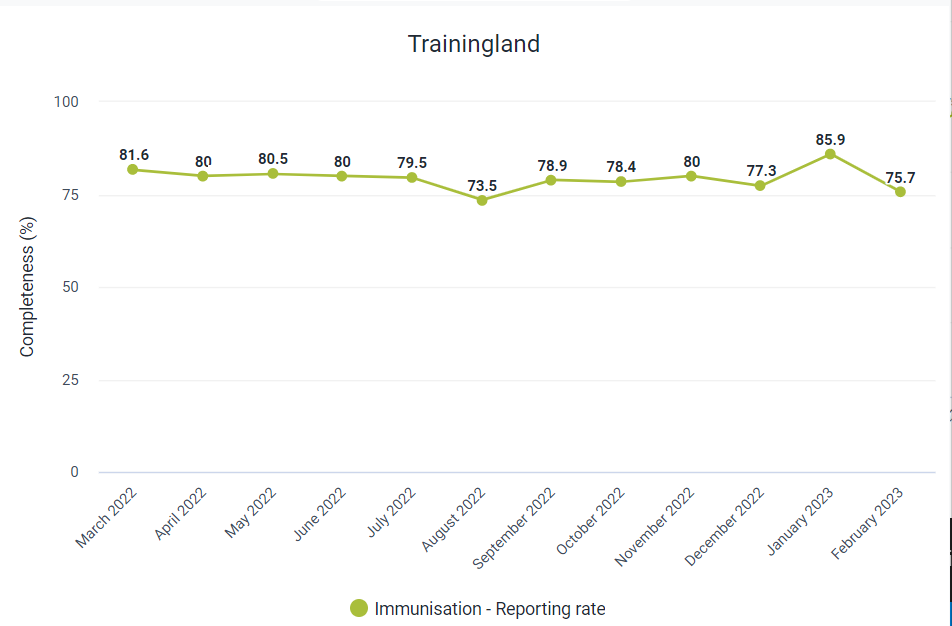 Trainingland
100
75
50
25
0
Completeness (%)
81.6
80
80.5
80
79.5
73.5
78.9
78.4
80
77.3
85.9
75.7
March 2022
April 2022
May 2022
June 2022
July 2022
August 2022
September 2022
October 2022
November 2022
December 2022
January 2023
February 2023
Immunisation - Reporting rate